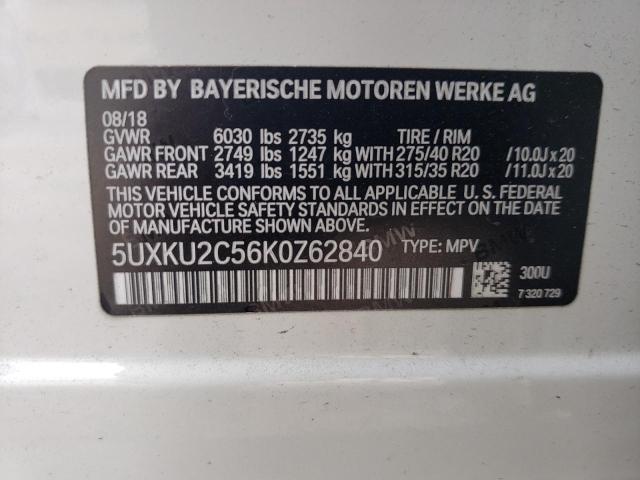 MFD BY BAYERISCHE MOTOREN WERKE AG
08/18
GVWR 6030 lbs 2735 kg TIRE / RIM
GAWR FRONT 2749 lbs 1247 kg WITH 275/40 R20 /10.0J x 20
GAWR REAR 3419 lbs 1551 kg WITH 315/35 R20 /11.0J x 20
THIS VEHICLE CONFORMS TO ALL APPLICABLE U. S. FEDERAL
MOTOR VEHICLE SAFETY STANDARDS IN EFFECT ON THE DATE
OF MANUFACTURE SHOWN ABOVE.
5UXKU2C56K0Z62840 TYPE: MPV
300U
7 320 729